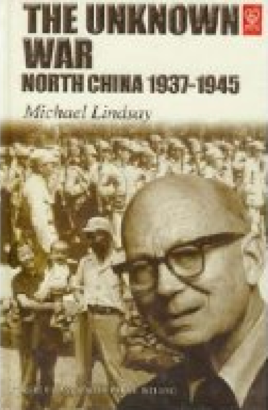 THE UNKNOWN
WAR
NORTH CHINA 1937-1945
Michael Lindsay